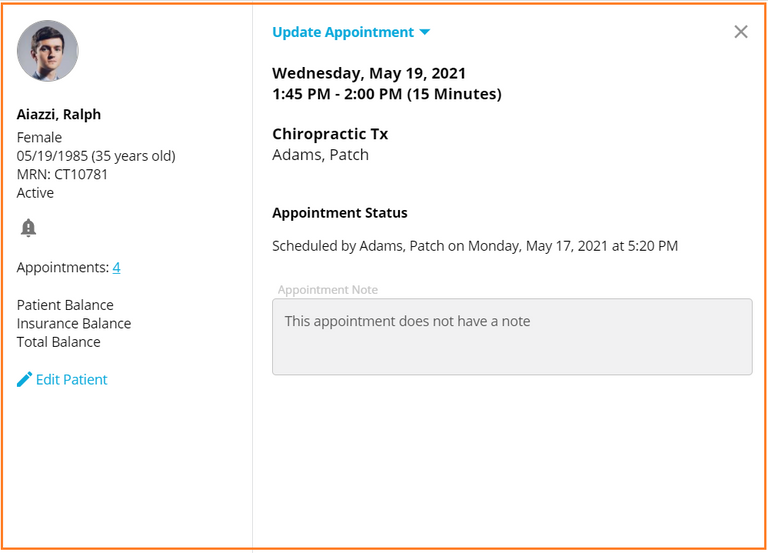 Aiazzi, Ralph
Female
05/19/1985 (35 years old)
MRN: CT10781
Active
Appointments: 4
Patient Balance
Insurance Balance
Total Balance
Edit Patient
Update Appointment
Wednesday, May 19, 2021
1:45 PM - 2:00 PM (15 Minutes)
Chiropractic Tx
Adams, Patch
Appointment Status
Scheduled by Adams, Patch on Monday, May 17, 2021 at 5:20 PM
Appointment Note
This appointment does not have a note